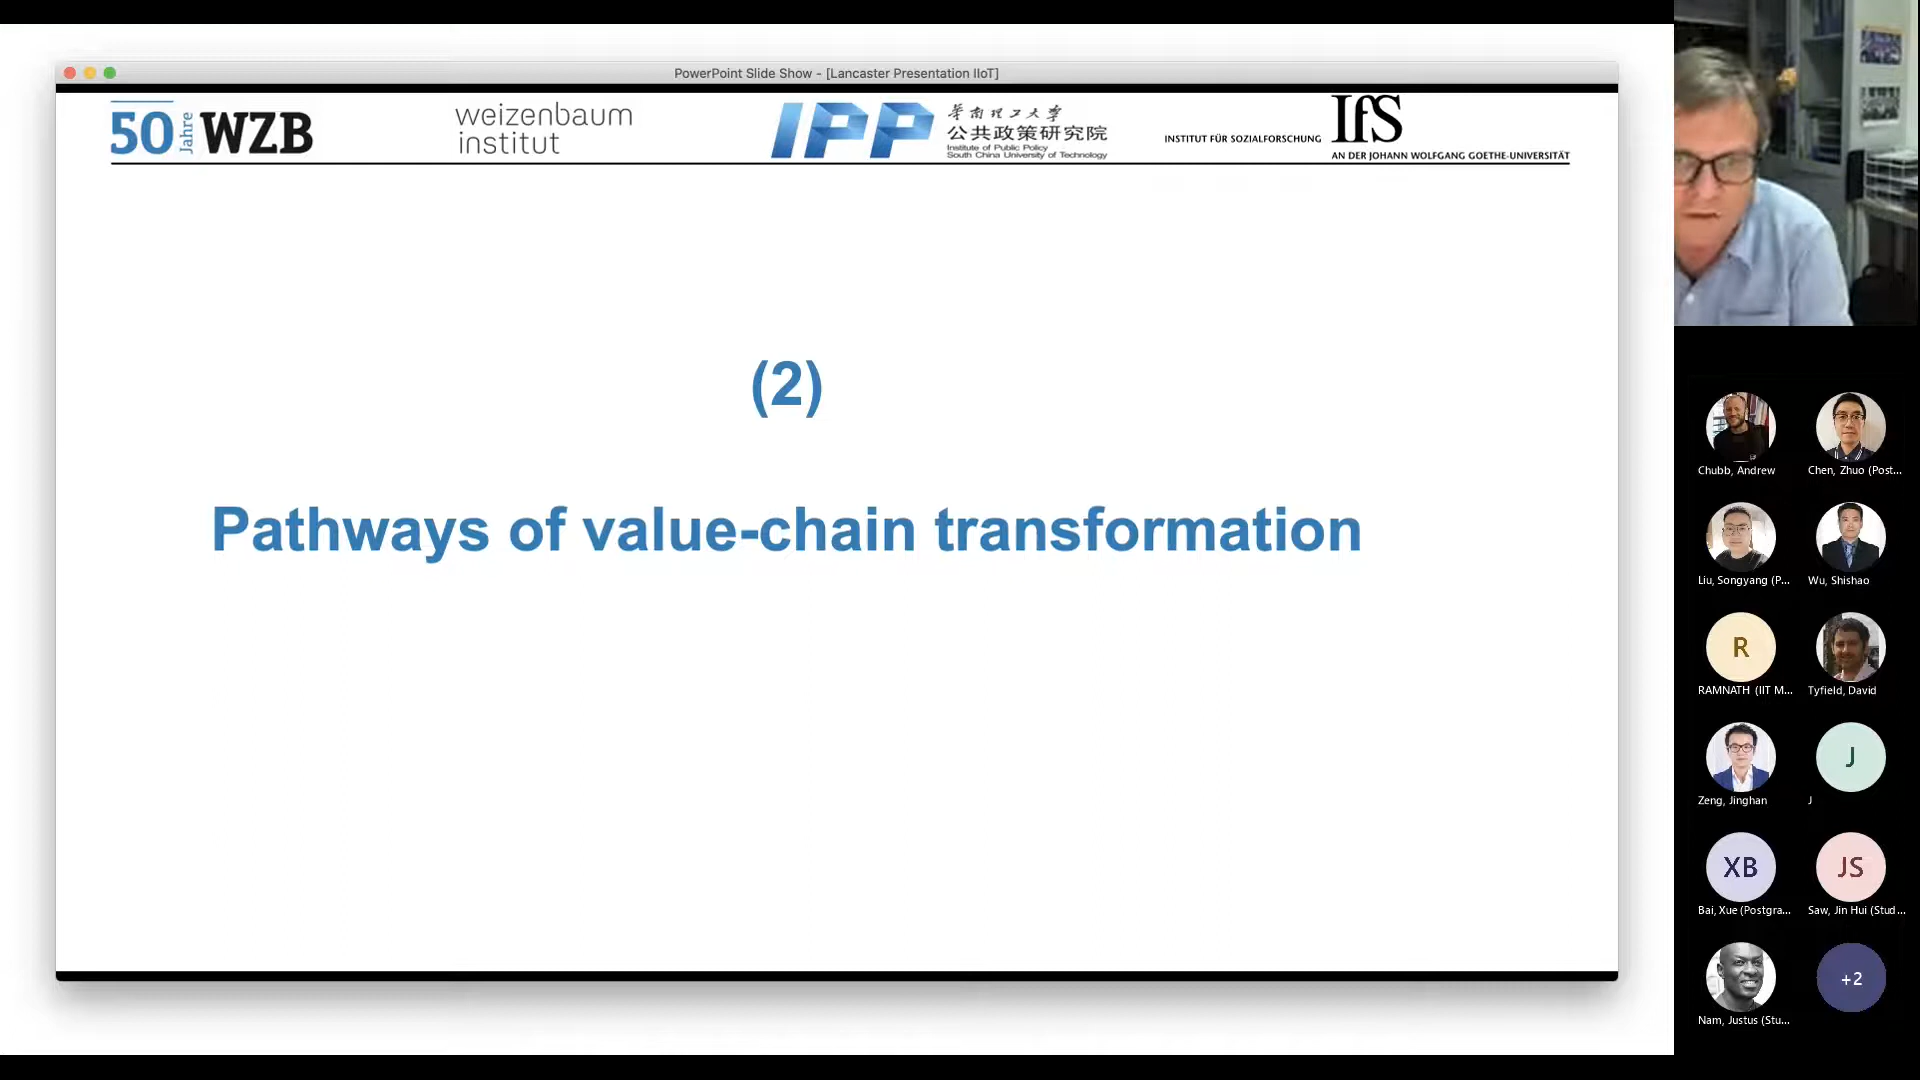 PowerPoint Slide Show - [Lancaster Presentation IIoT]
50 Jahre WZB
weizenbaum
institut
IPP
華南理工大学
公共政策研究院
Institute of Public Policy
South China University of Technology
INSTITUT FÜR SOZIALFORSCHUNG
IfS
AN DER JOHANN WOLFGANG GOETHE-UNIVERSITÄT
(2)
Pathways of value-chain transformation
Chubb, Andrew
Chen, Zhuo (Post...
Liu, Songyang (P...
Wu, Shishao
R
RAMNATH (IIT M...
Tyfield, David
Zeng, Jinghan
J
J
XB
Bai, Xue (Postgra...
JS
Saw, Jin Hui (Stud...
Nam, Justus (Stu...
+2